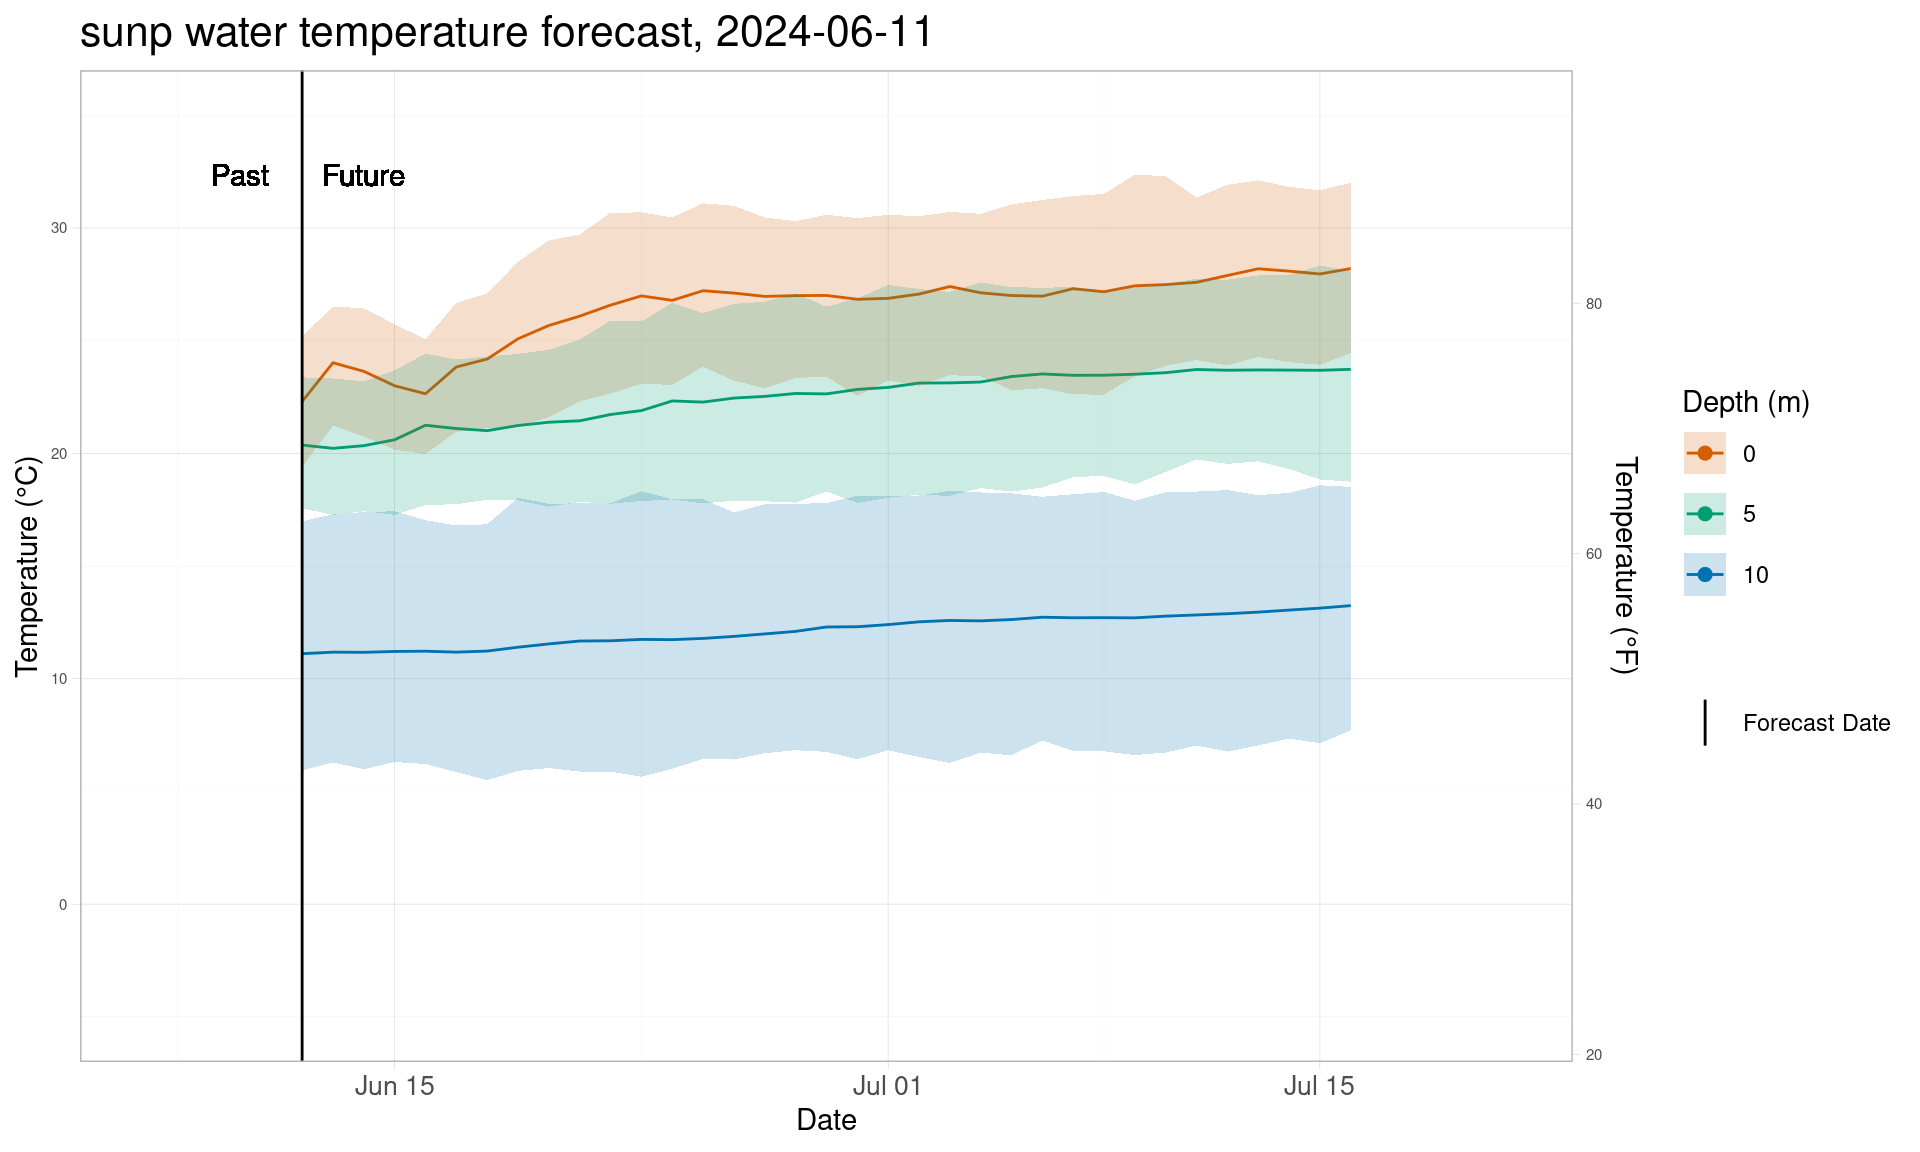 sunp water temperature forecast, 2024-06-11
Past
Future
30
20
10
0
Temperature (°C)
80
60
40
20
Temperature (°F)
Jun 15
Jul 01
Jul 15
Date
Depth (m)
0
5
10
Forecast Date